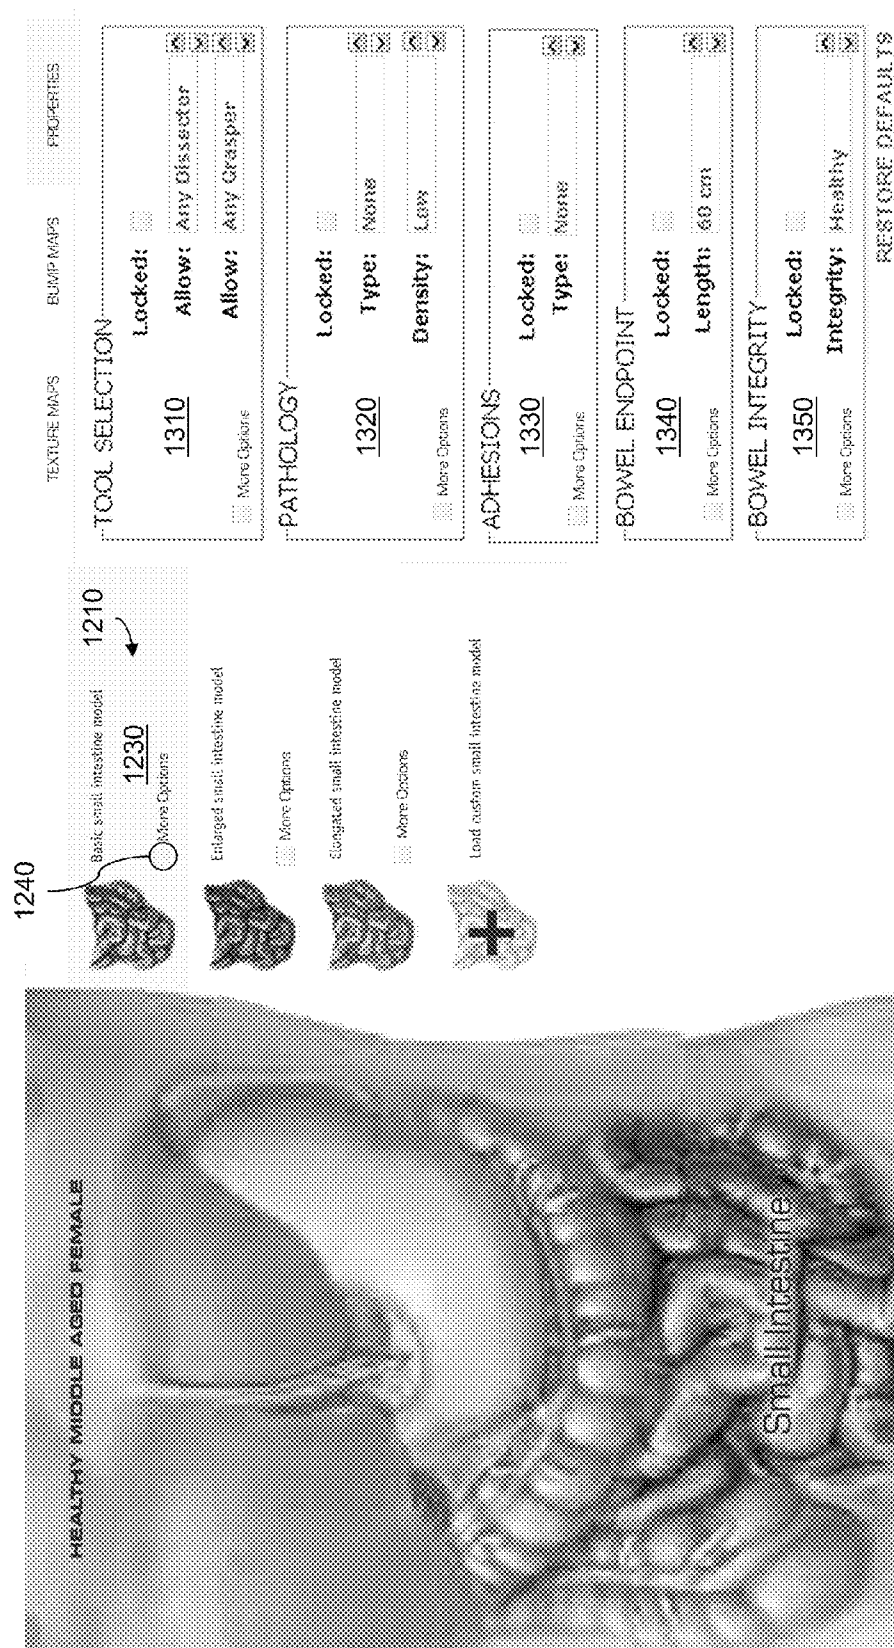 HEALTHY MIDDLE AGED FEMALE
Small Intestine
1240
Basic small intestine model
1210
1230
More Options
Enlarged small intestine model
More Options
Elongated small intestine model
More Options
Load custom small intestine model
TEXTURE MAPS BUMP MAPS PROPERTIES
TOOL SELECTION
Locked:
1310
Allow: Any Dissector
Allow: Any Grasper
More Options
PATHOLOGY
Locked:
1320
Type: None
Density: Low
More Options
ADHESIONS
Locked:
1330
Type: None
More Options
BOWEL ENDPOINT
Locked:
1340
Length: 60 cm
More Options
BOWEL INTEGRITY
Locked:
1350
Integrity: Healthy
More Options
RESTORE DEFAULTS